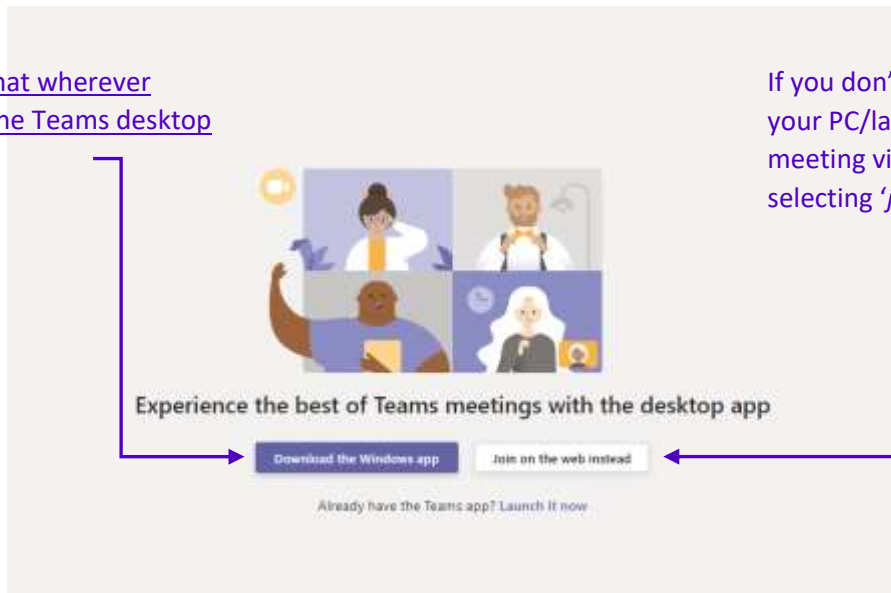 hat wherever
he Teams desktop
If you don'
your PC/la
meeting vi
selecting ‘j
Experience the best of Teams meetings with the desktop app
Download the Windows app
Join on the web instead
Already have the Teams app? Launch it now